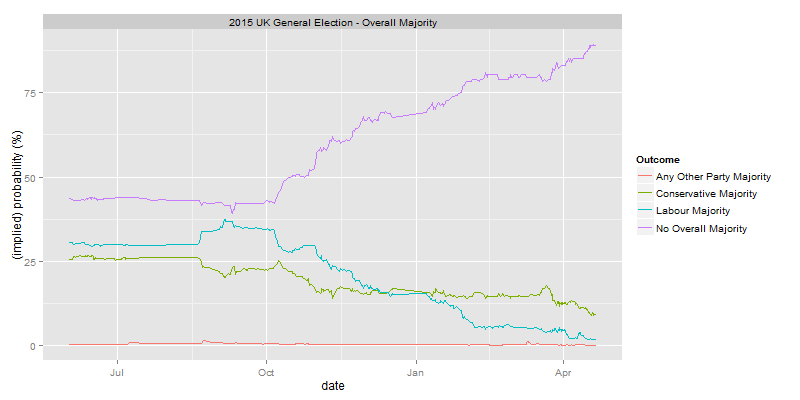 2015 UK General Election - Overall Majority
(implied) probability (%)
75
50
25
0
Jul
Oct
Jan
Apr
date
Outcome
Any Other Party Majority
Conservative Majority
Labour Majority
No Overall Majority